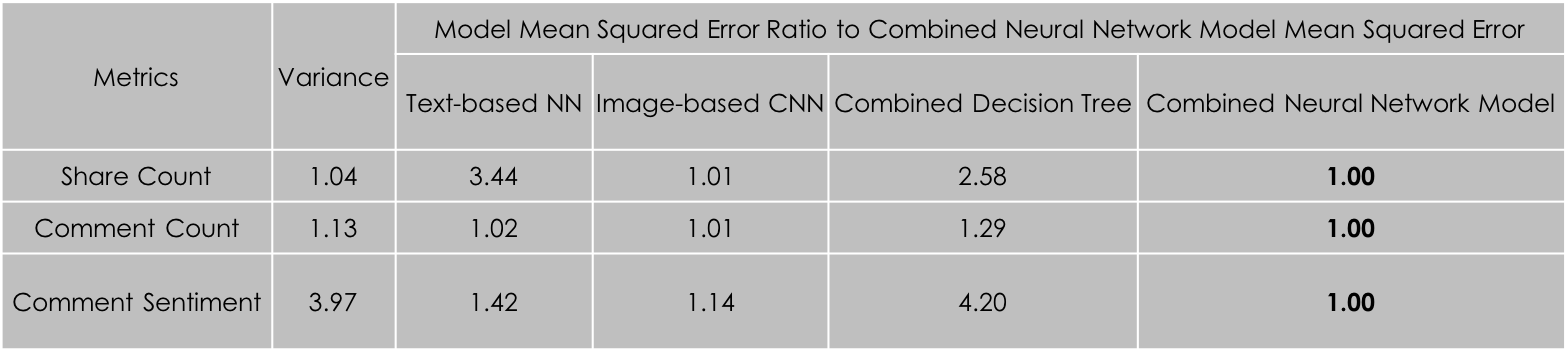 Metrics Variance Model Mean Squared Error Ratio to Combined Neural Network Model Mean Squared Error
Text-based NN Image-based CNN Combined Decision Tree Combined Neural Network Model
Share Count 1.04 3.44 1.01 2.58 1.00
Comment Count 1.13 1.02 1.01 1.29 1.00
Comment Sentiment 3.97 1.42 1.14 4.20 1.00